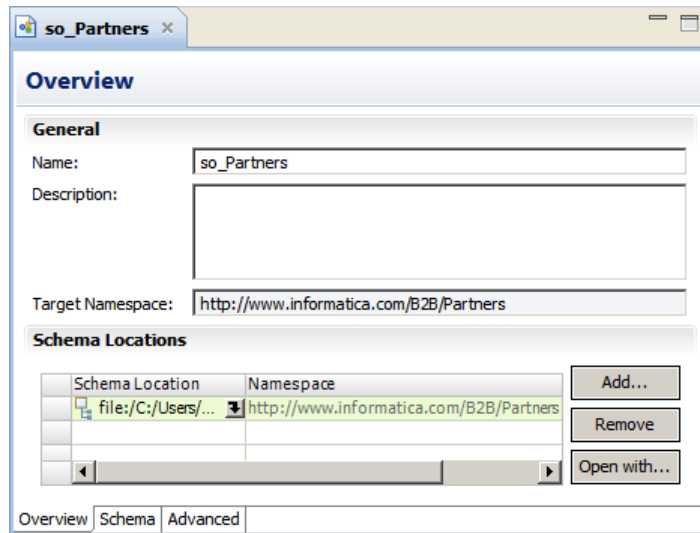 so_Partners
Overview
General
Name: so_Partners
Description:
Target Namespace: http://www.informatica.com/B2B/Partners
Schema Locations
Schema Location Namespace Add...
file:/C:/Users/... http://www.informatica.com/B2B/Partners
Remove
Open with...
Overview Schema Advanced